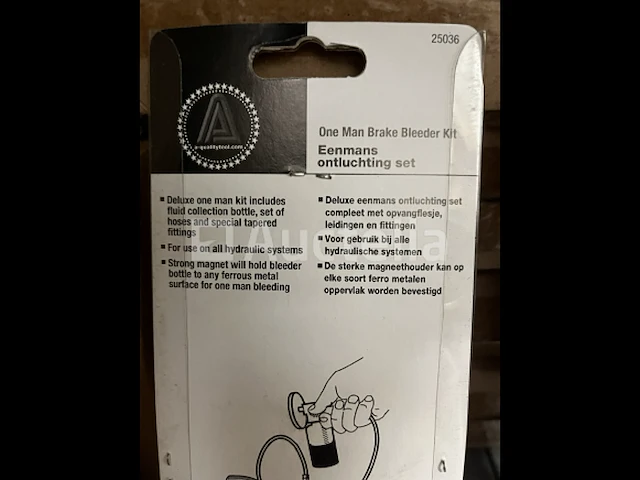 25036
a-qualitytool.com
One Man Brake Bleeder Kit
Eenmans
ontluchting set
Deluxe one man kit includes
fluid collection bottle, set of
hoses and special tapered
fittings
For use on all hydraulic systems
Strong magnet will hold bleeder
bottle to any ferrous metal
surface for one man bleeding
Deluxe eenmans ontluchting set
compleet met opvangflesje,
leidingen en fittingen
Voor gebruik bij alle
hydraulische systemen
De sterke magneethouder kan op
elke soort ferro metalen
oppervlak worden bevestigd